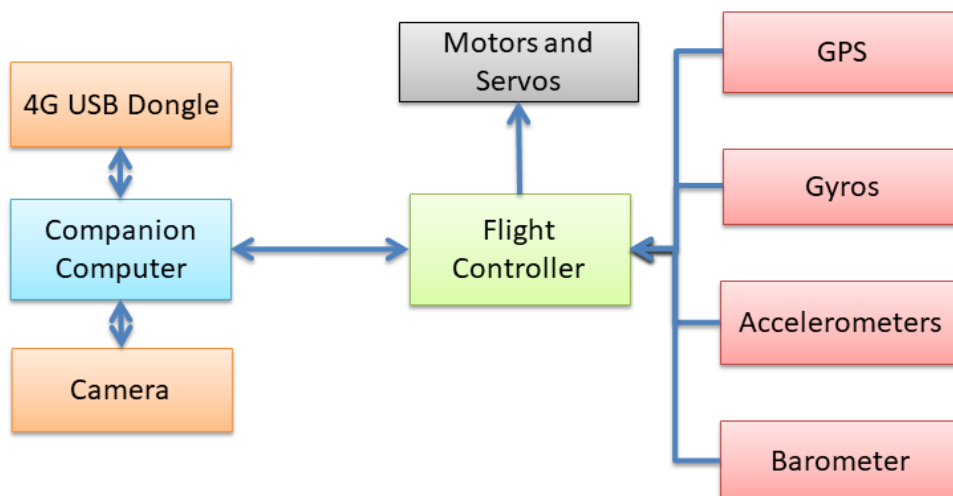 Motors and
Servos
GPS
4G USB Dongle
Gyros
Companion
Computer
Flight
Controller
Accelerometers
Camera
Barometer